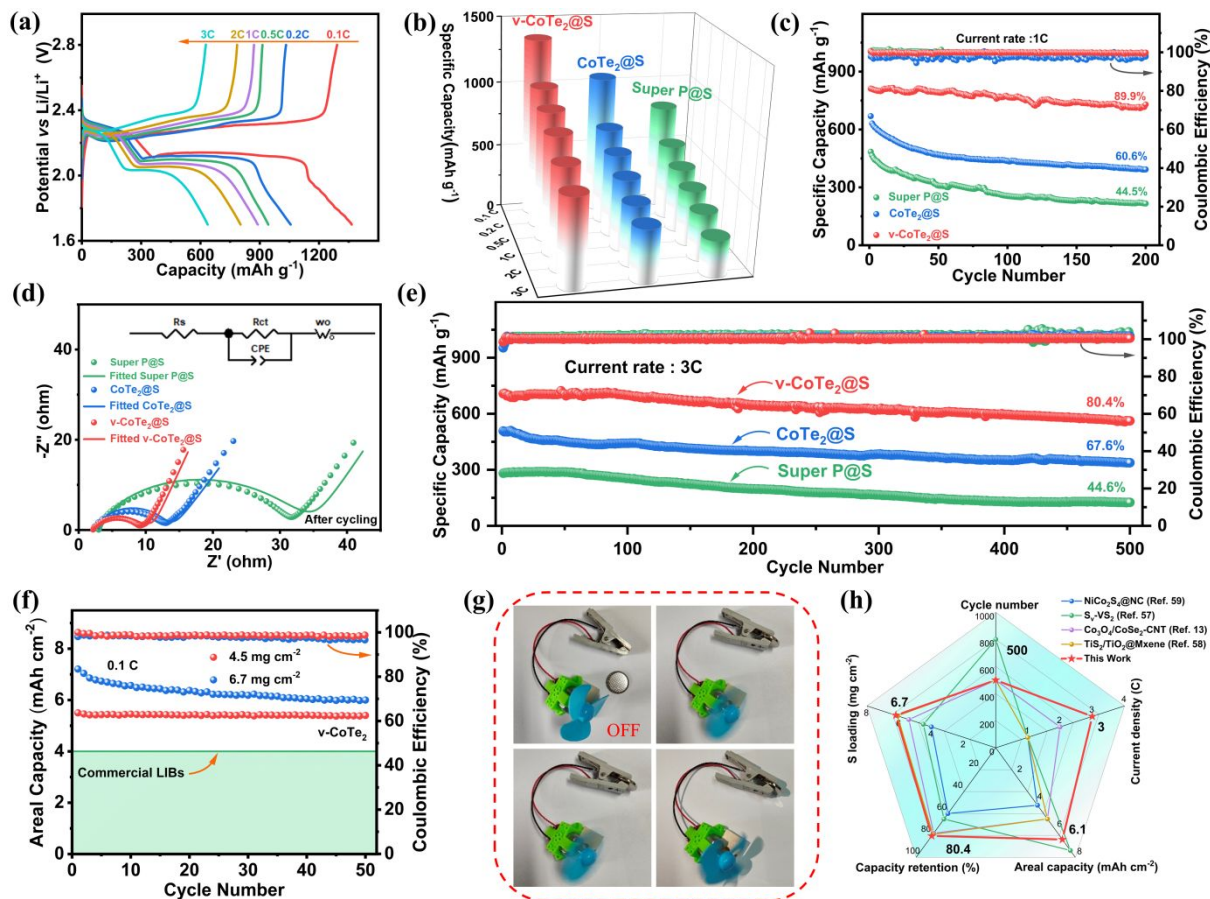 (a)
3C 2C 1C 0.5C 0.2C 0.1C
Potential vs Li/Li⁺ (V)
2.8
2.4
2.0
1.6
0 300 600 900 1200
Capacity (mAh g⁻¹)
(b)
Specific Capacity(mAh g⁻¹)
1500
1000
500
0
v-CoTe₂@S
CoTe₂@S
Super P@S
0.1 C
0.2 C
0.5C
1C
2C
3C
(c)
Current rate :1C
Specific Capacity (mAh g⁻¹)
900
600
300
0
89.9%
60.6%
44.5%
Super P@S
CoTe₂@S
v-CoTe₂@S
Coulombic Efficiency (%)
100
80
60
40
20
0
0 50 100 150 200
Cycle Number
(d)
Rs Rct wo
CPE
-Z'' (ohm)
40
20
0
Super P@S
Fitted Super P@S
CoTe₂@S
Fitted CoTe₂@S
v-CoTe₂@S
Fitted v-CoTe₂@S
After cycling
0 10 20 30 40
Z' (ohm)
(e)
Specific Capacity (mAh g⁻¹)
900
600
300
0
Current rate : 3C
v-CoTe₂@S
80.4%
CoTe₂@S
67.6%
Super P@S
44.6%
Coulombic Efficiency (%)
100
80
60
40
20
0
0 100 200 300 400 500
Cycle Number
(f)
Areal Capacity (mAh cm⁻²)
8
6
4
2
0
0.1 C
4.5 mg cm⁻²
6.7 mg cm⁻²
v-CoTe₂
Commercial LIBs
Coulombic Efficiency (%)
100
80
60
40
20
0
0 10 20 30 40 50
Cycle Number
(g)
OFF
(h)
NiCo₂S₄@NC (Ref. 59)
Sᵥ-VS₂ (Ref. 57)
Co₃O₄/CoSe₂-CNT (Ref. 13)
TiS₂/TiO₂@Mxene (Ref. 58)
This Work
Cycle number
1000
800
600
500
400
200
0
S loading (mg cm⁻²)
8
6.7
4
2
Current density (C)
4
3
3
2
1
Capacity retention (%)
20
40
60
80
100
80.4
Areal capacity (mAh cm⁻²)
2
4
6
8
6.1